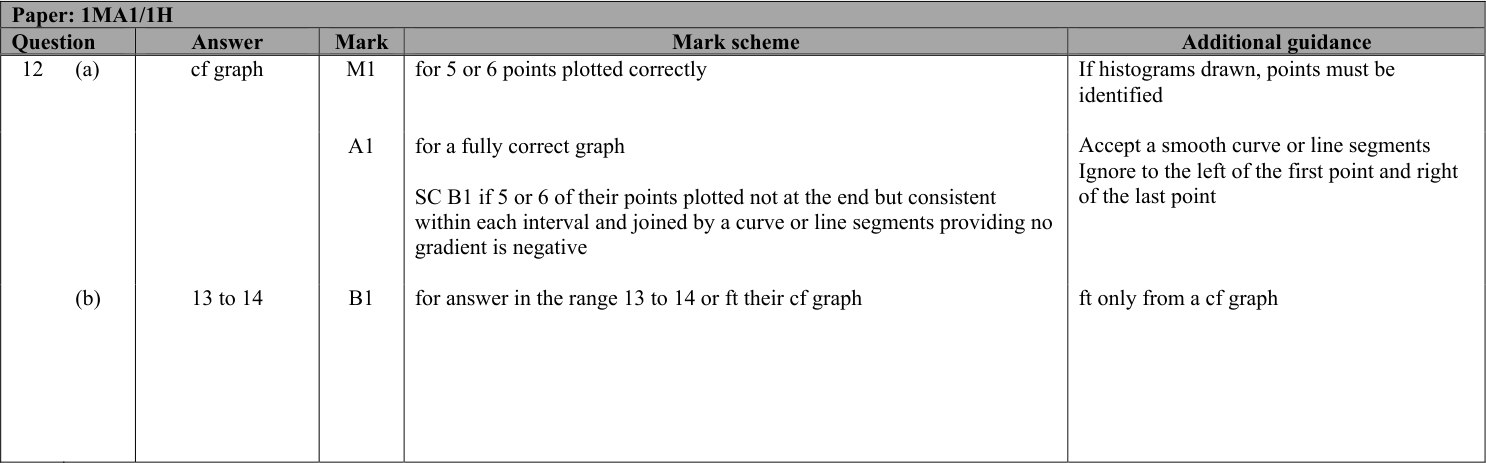 Paper: 1MA1/1H
Question Answer Mark Mark scheme Additional guidance
12 (a) cf graph M1 for 5 or 6 points plotted correctly If histograms drawn, points must be
identified
A1 for a fully correct graph Accept a smooth curve or line segments
Ignore to the left of the first point and right
SC B1 if 5 or 6 of their points plotted not at the end but consistent of the last point
within each interval and joined by a curve or line segments providing no
gradient is negative
(b) 13 to 14 B1 for answer in the range 13 to 14 or ft their cf graph ft only from a cf graph